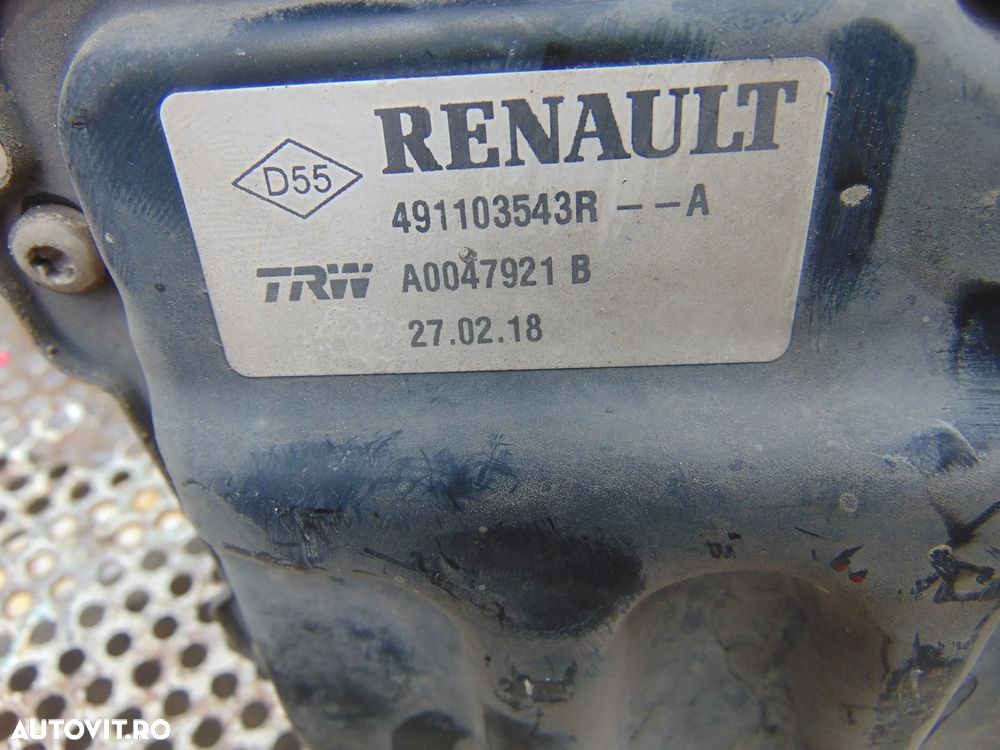 RENAULT
D55
491103543R --A
TRW A0047921 B
27.02.18
AUTOVIT.RO